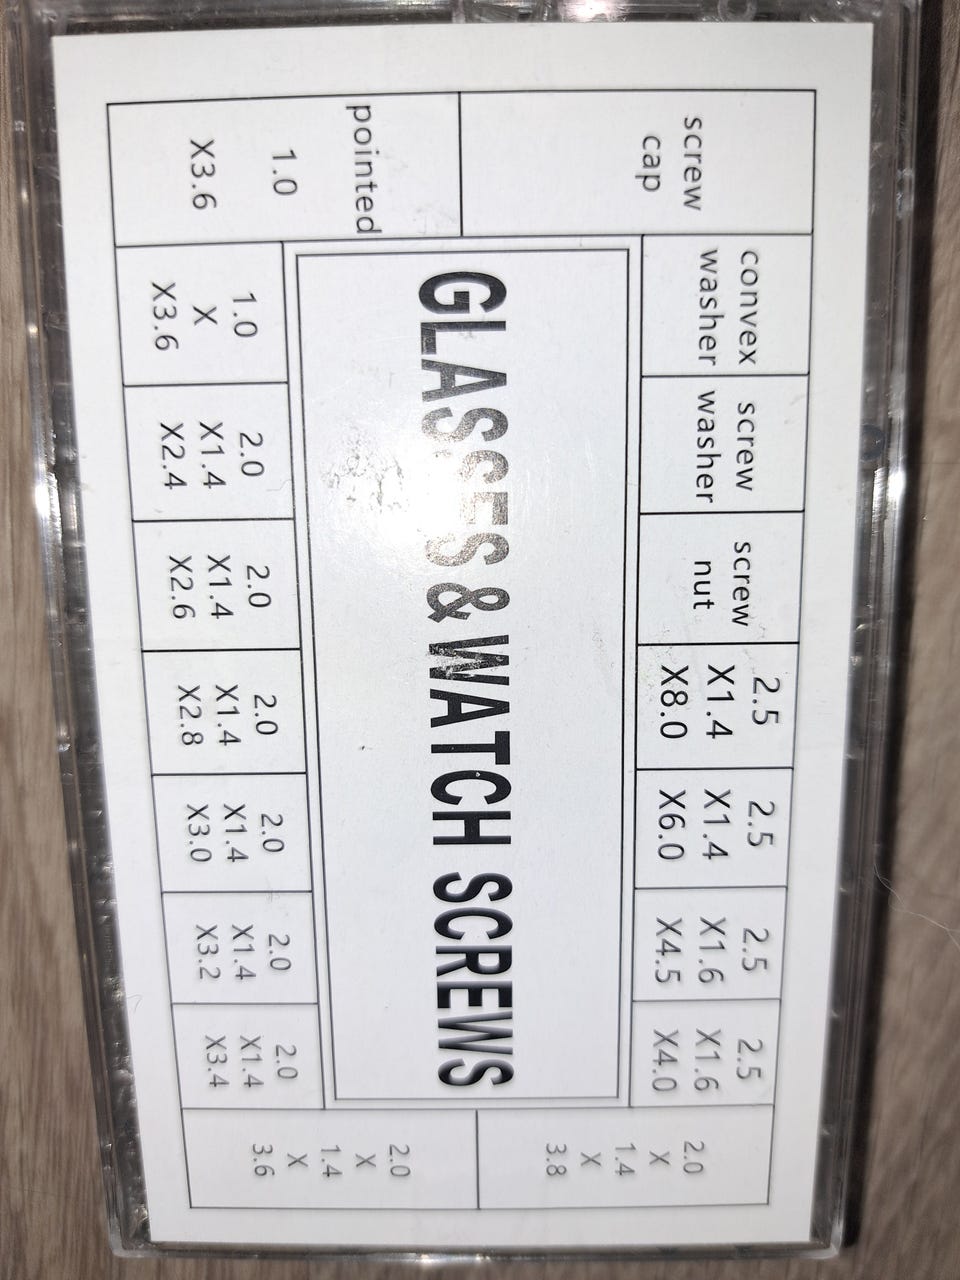 screw
cap
convex
washer
screw
washer
screw
nut
2.5
X1.4
X8.0
2.5
X1.4
X6.0
2.5
X1.6
X4.5
2.5
X1.6
X4.0
2.0
X
1.4
X
3.8
GLASSES & WATCH SCREWS
pointed
1.0
X3.6
1.0
X
X3.6
2.0
X1.4
X2.4
2.0
X1.4
X2.6
2.0
X1.4
X2.8
2.0
X1.4
X3.0
2.0
X1.4
X3.2
2.0
X1.4
X3.4
2.0
X
1.4
X
3.6